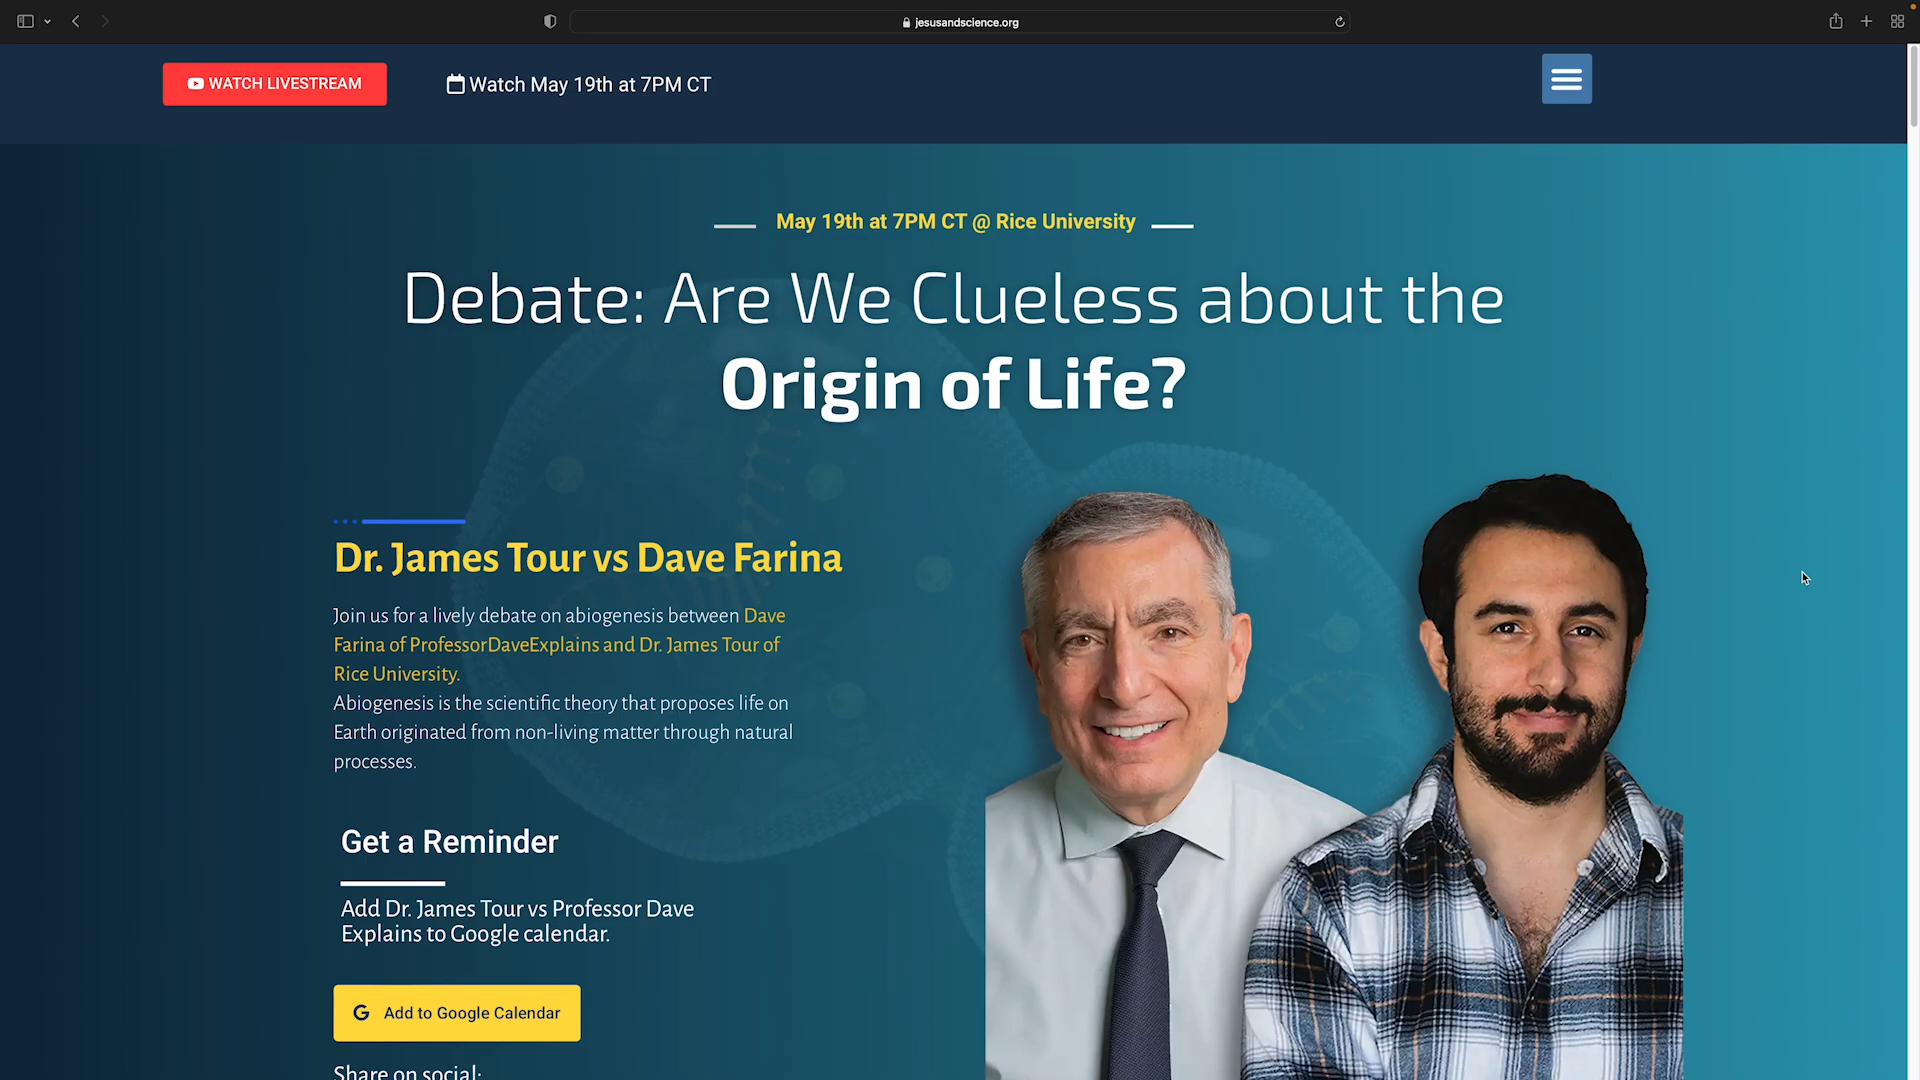 jesusandscience.org
WATCH LIVESTREAM
Watch May 19th at 7PM CT
May 19th at 7PM CT @ Rice University
Debate: Are We Clueless about the
Origin of Life?
Dr. James Tour vs Dave Farina
Join us for a lively debate on abiogenesis between Dave
Farina of ProfessorDaveExplains and Dr. James Tour of
Rice University.
Abiogenesis is the scientific theory that proposes life on
Earth originated from non-living matter through natural
processes.
Get a Reminder
Add Dr. James Tour vs Professor Dave
Explains to Google calendar.
G Add to Google Calendar
Share on social: